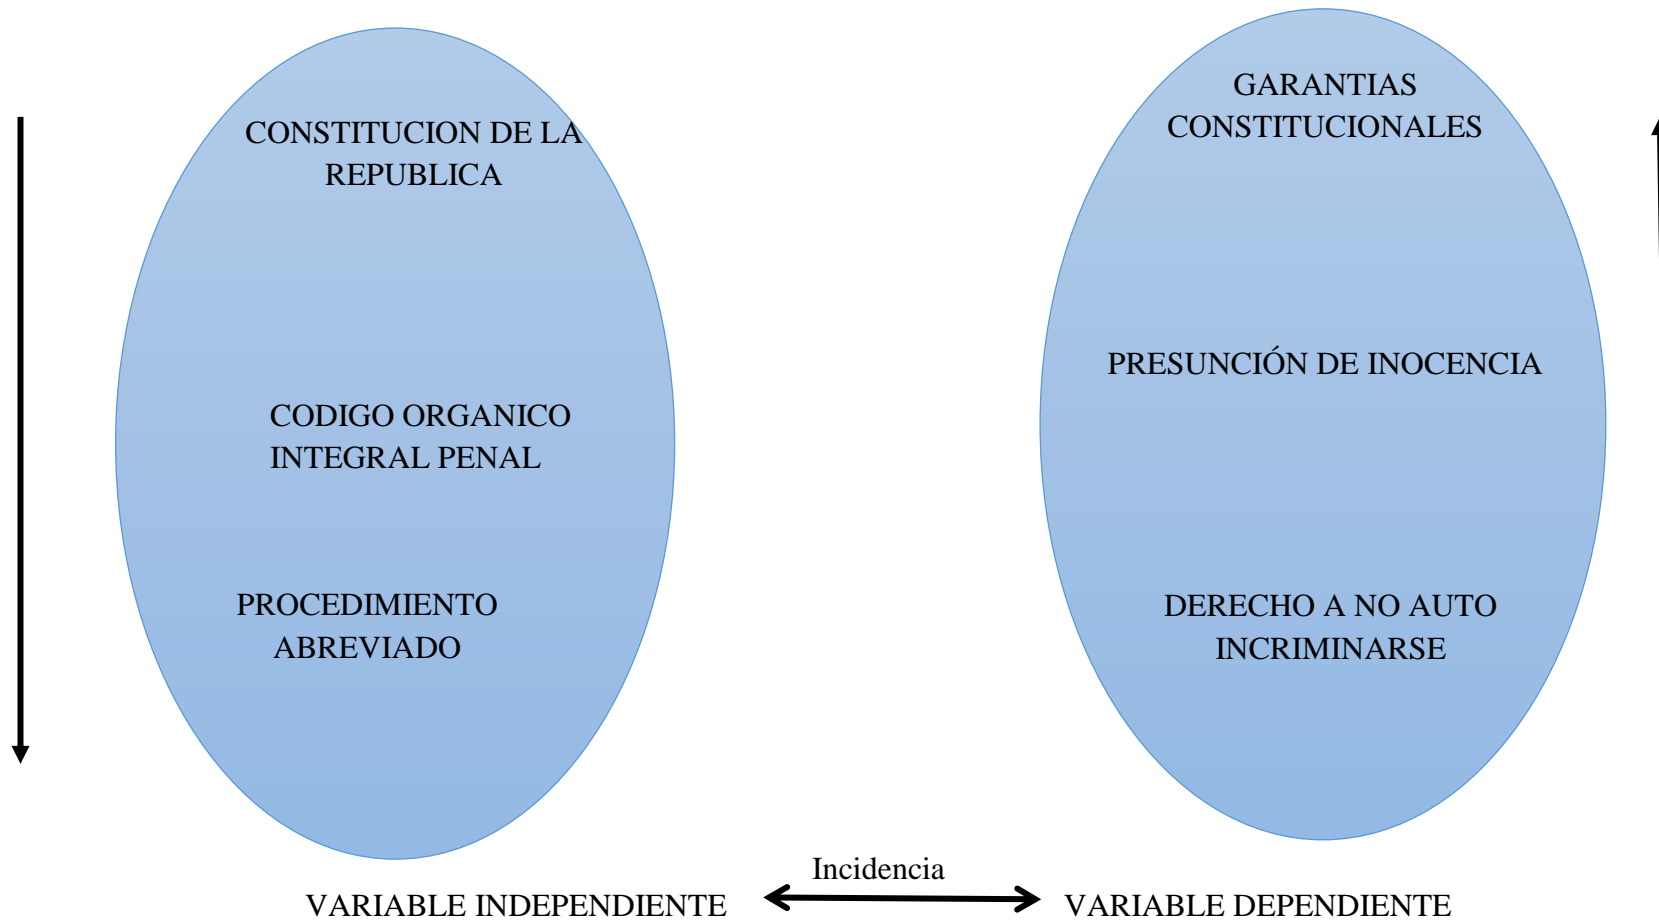 CONSTITUCION DE LA
REPUBLICA
CODIGO ORGANICO
INTEGRAL PENAL
PROCEDIMIENTO
ABREVIADO
GARANTIAS
CONSTITUCIONALES
PRESUNCIÓN DE INOCENCIA
DERECHO A NO AUTO
INCRIMINARSE
Incidencia
VARIABLE INDEPENDIENTE
VARIABLE DEPENDIENTE